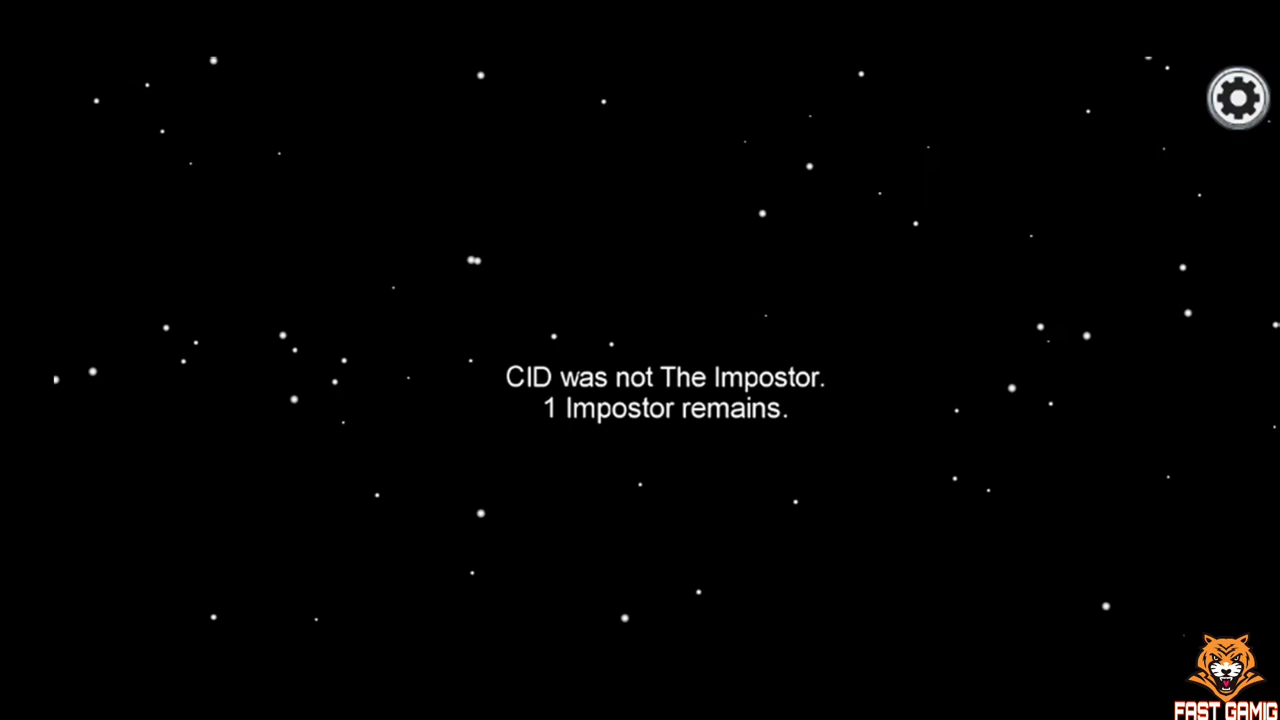 CID was not The Impostor.
1 Impostor remains.
FAST GAMIG